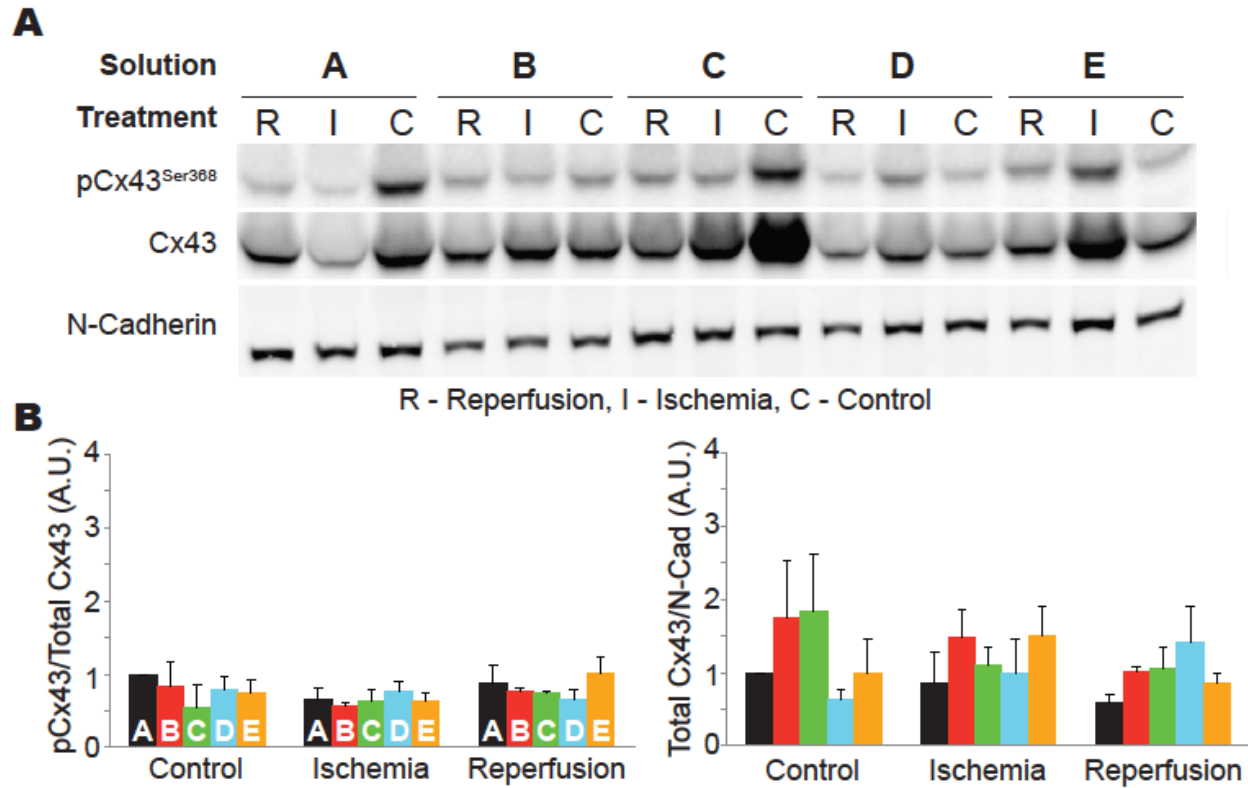 A
Solution A B C D E
Treatment R I C R I C R I C R I C R I C
pCx43Ser368
Cx43
N-Cadherin
R - Reperfusion, I - Ischemia, C - Control
B
pCx43/Total Cx43 (A.U.)
4
3
2
1
0
A B C D E A B C D E A B C D E
Control Ischemia Reperfusion
Total Cx43/N-Cad (A.U.)
4
3
2
1
0
Control Ischemia Reperfusion